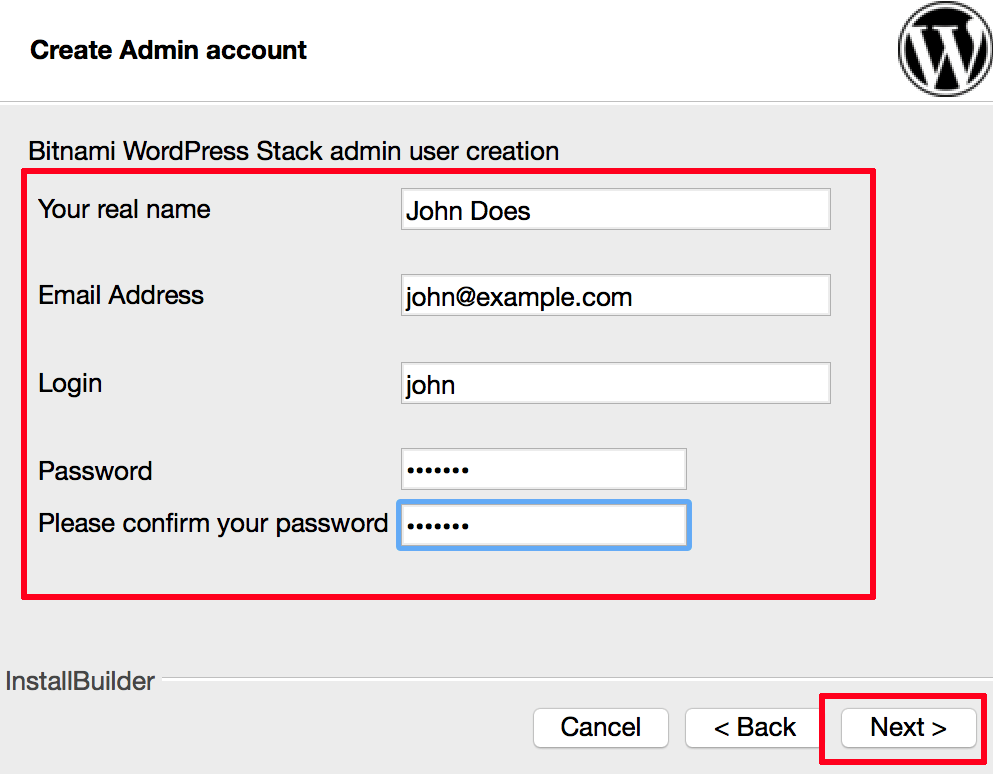 Create Admin account
Bitnami WordPress Stack admin user creation
Your real name John Does
Email Address john@example.com
Login john
Password •••••••
Please confirm your password •••••••
InstallBuilder
Cancel < Back Next >